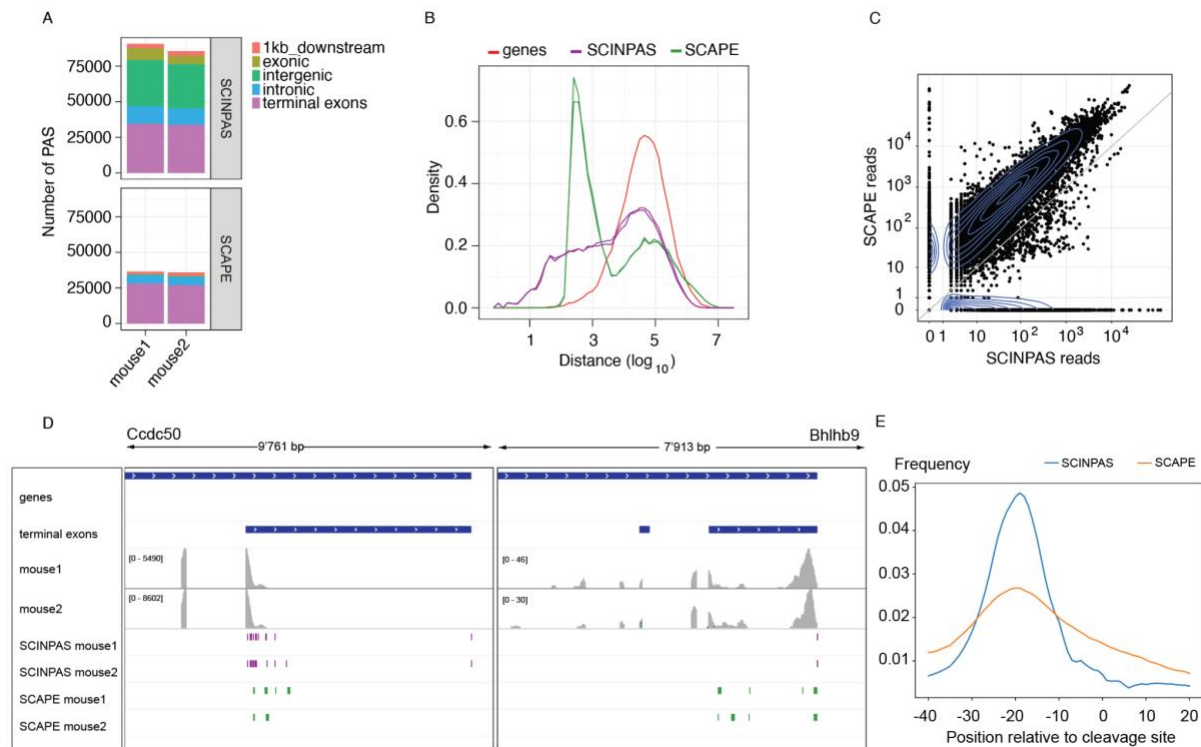 A
Number of PAS
75000
50000
25000
0
75000
50000
25000
0
SCINPAS
SCAPE
mouse1
mouse2
1kb_downstream
exonic
intergenic
intronic
terminal exons
B
genes
SCINPAS
SCAPE
Density
0.6
0.4
0.2
0.0
1 3 5 7
Distance (log10)
C
SCAPE reads
10^4
10^3
10^2
10
1
0
0 1 10 10^2 10^3 10^4
SCINPAS reads
D
Ccdc50
9'761 bp
7'913 bp
Bhlhb9
genes
terminal exons
mouse1
[0 - 5490]
[0 - 46]
mouse2
[0 - 8602]
[0 - 30]
SCINPAS mouse1
SCINPAS mouse2
SCAPE mouse1
SCAPE mouse2
E
Frequency
SCINPAS
SCAPE
0.05
0.04
0.03
0.02
0.01
-40 -30 -20 -10 0 10 20
Position relative to cleavage site